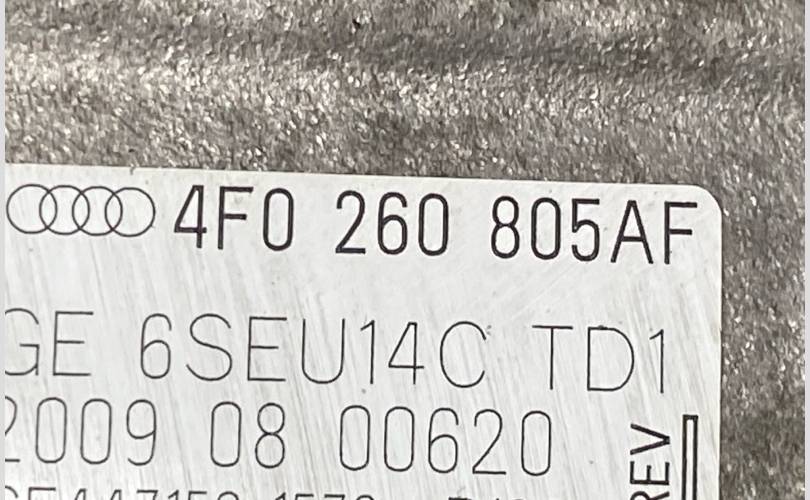 4F0 260 805AF
GE 6SEU14C TD1
2009 08 00620
REV